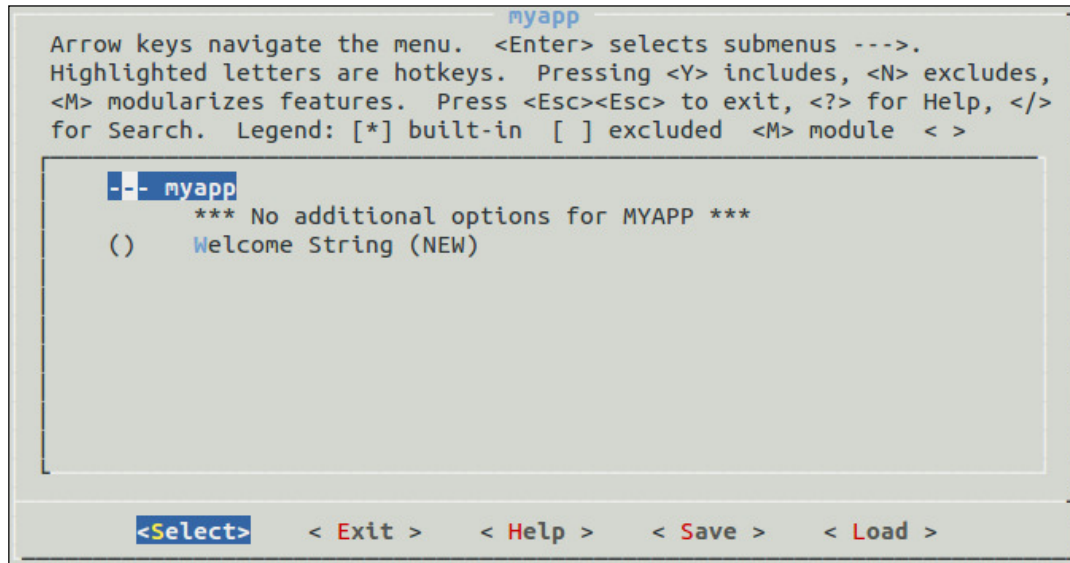 myapp
Arrow keys navigate the menu.  <Enter> selects submenus --->.
Highlighted letters are hotkeys.  Pressing <Y> includes, <N> excludes,
<M> modularizes features.  Press <Esc><Esc> to exit, <?> for Help, </>
for Search.  Legend: [*] built-in  [ ] excluded  <M> module  < >
--- myapp
*** No additional options for MYAPP ***
()    Welcome String (NEW)
<Select>    < Exit >    < Help >    < Save >    < Load >